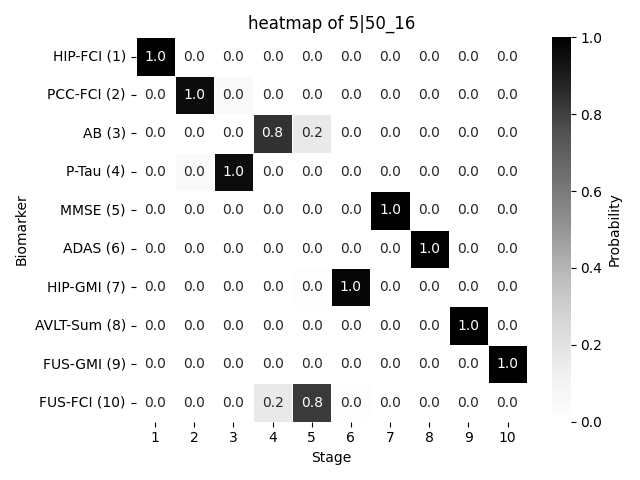 heatmap of 5|50_16
HIP-FCI (1) 1.0 0.0 0.0 0.0 0.0 0.0 0.0 0.0 0.0 0.0
PCC-FCI (2) 0.0 1.0 0.0 0.0 0.0 0.0 0.0 0.0 0.0 0.0
AB (3) 0.0 0.0 0.0 0.8 0.2 0.0 0.0 0.0 0.0 0.0
P-Tau (4) 0.0 0.0 1.0 0.0 0.0 0.0 0.0 0.0 0.0 0.0
MMSE (5) 0.0 0.0 0.0 0.0 0.0 0.0 1.0 0.0 0.0 0.0
ADAS (6) 0.0 0.0 0.0 0.0 0.0 0.0 0.0 1.0 0.0 0.0
HIP-GMI (7) 0.0 0.0 0.0 0.0 0.0 1.0 0.0 0.0 0.0 0.0
AVLT-Sum (8) 0.0 0.0 0.0 0.0 0.0 0.0 0.0 0.0 1.0 0.0
FUS-GMI (9) 0.0 0.0 0.0 0.0 0.0 0.0 0.0 0.0 0.0 1.0
FUS-FCI (10) 0.0 0.0 0.0 0.2 0.8 0.0 0.0 0.0 0.0 0.0
1 2 3 4 5 6 7 8 9 10
Stage
Biomarker
1.0
0.8
0.6
0.4
0.2
0.0
Probability